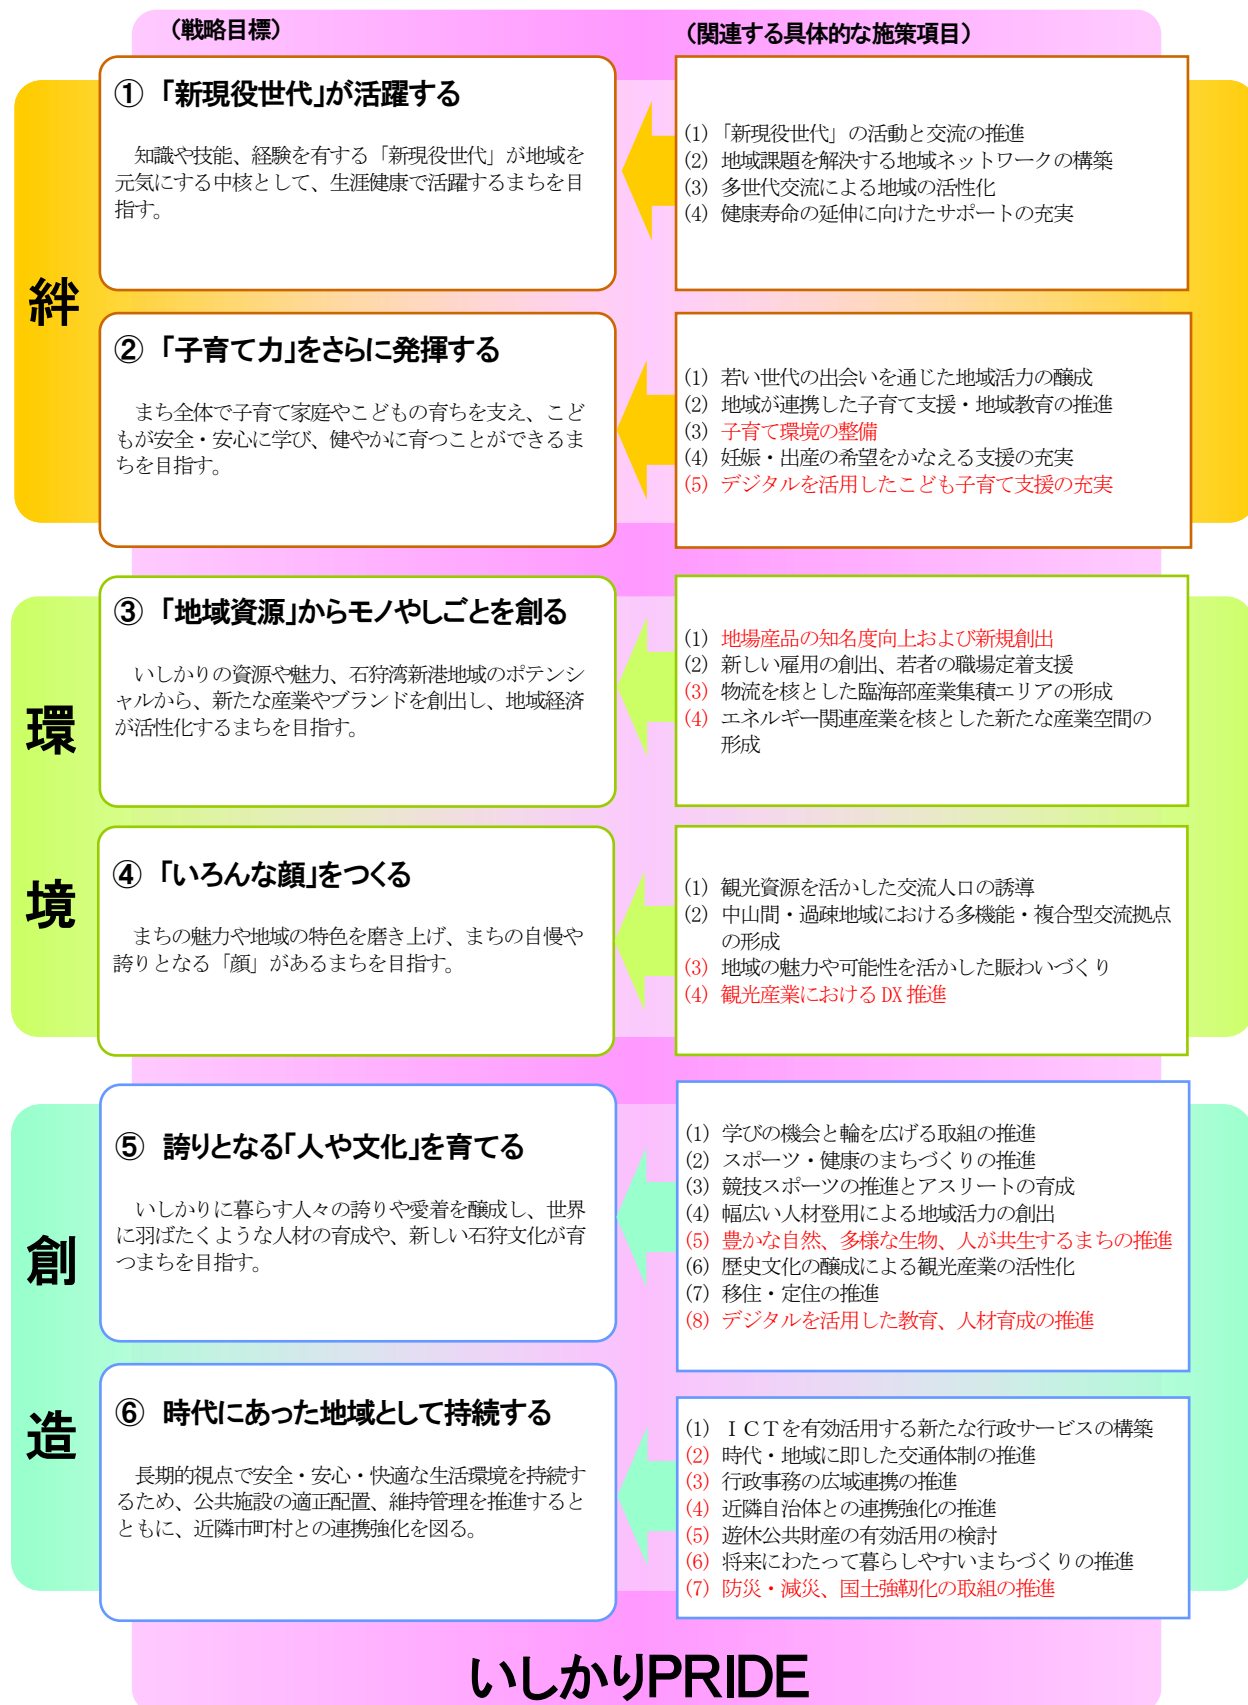 （戦略目標）
（関連する具体的な施策項目）
絆
① 「新現役世代」が活躍する
知識や技能、経験を有する「新現役世代」が地域を
元気にする中核として、生涯健康で活躍するまちを目
指す。
(1) 「新現役世代」の活動と交流の推進
(2) 地域課題を解決する地域ネットワークの構築
(3) 多世代交流による地域の活性化
(4) 健康寿命の延伸に向けたサポートの充実
② 「子育て力」をさらに発揮する
まち全体で子育て家庭やこどもの育ちを支え、こど
もが安全・安心に学び、健やかに育つことができるま
ちを目指す。
(1) 若い世代の出会いを通じた地域活力の醸成
(2) 地域が連携した子育て支援・地域教育の推進
(3) 子育て環境の整備
(4) 妊娠・出産の希望をかなえる支援の充実
(5) デジタルを活用したこども子育て支援の充実
環
境
③ 「地域資源」からモノやしごとを創る
いしかりの資源や魅力、石狩湾新港地域のポテンシ
ャルから、新たな産業やブランドを創出し、地域経済
が活性化するまちを目指す。
(1) 地場産品の知名度向上および新規創出
(2) 新しい雇用の創出、若者の職場定着支援
(3) 物流を核とした臨海部産業集積エリアの形成
(4) エネルギー関連産業を核とした新たな産業空間の
形成
④ 「いろんな顔」をつくる
まちの魅力や地域の特色を磨き上げ、まちの自慢や
誇りとなる「顔」があるまちを目指す。
(1) 観光資源を活かした交流人口の誘導
(2) 中山間・過疎地域における多機能・複合型交流拠点
の形成
(3) 地域の魅力や可能性を活かした賑わいづくり
(4) 観光産業における DX 推進
創
造
⑤ 誇りとなる「人や文化」を育てる
いしかりに暮らす人々の誇りや愛着を醸成し、世界
に羽ばたくような人材の育成や、新しい石狩文化が育
つまちを目指す。
(1) 学びの機会と輪を広げる取組の推進
(2) スポーツ・健康のまちづくりの推進
(3) 競技スポーツの推進とアスリートの育成
(4) 幅広い人材登用による地域活力の創出
(5) 豊かな自然、多様な生物、人が共生するまちの推進
(6) 歴史文化の醸成による観光産業の活性化
(7) 移住・定住の推進
(8) デジタルを活用した教育、人材育成の推進
⑥ 時代にあった地域として持続する
長期的視点で安全・安心・快適な生活環境を持続す
るため、公共施設の適正配置、維持管理を推進すると
ともに、近隣市町村との連携強化を図る。
(1) ＩＣＴを有効活用する新たな行政サービスの構築
(2) 時代・地域に即した交通体制の推進
(3) 行政事務の広域連携の推進
(4) 近隣自治体との連携強化の推進
(5) 遊休公共財産の有効活用の検討
(6) 将来にわたって暮らしやすいまちづくりの推進
(7) 防災・減災、国土強靭化の取組の推進
いしかりPRIDE